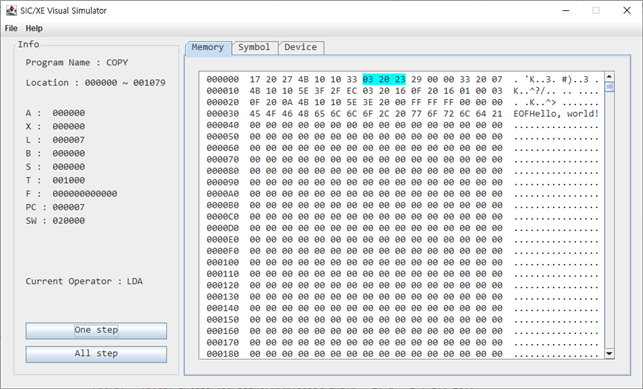 SIC/XE Visual Simulator
File Help
Info
Program Name : COPY
Location : 000000 ~ 001079
A : 000000
X : 000000
L : 000007
B : 000000
S : 000000
T : 001000
F : 000000000000
PC : 000007
SW : 020000
Current Operator : LDA
One step
All step
Memory Symbol Device
000000 17 20 27 4B 10 10 33 03 20 23 29 00 00 33 20 07 . 'K..3. #)..3 .
000010 4B 10 10 5E 3F 2F EC 03 20 16 0F 20 16 01 00 03 K..^?/.. .. ....
000020 0F 20 0A 4B 10 10 5E 3E 20 00 FF FF FF 00 00 00 . .K..^> .......
000030 45 4F 46 48 65 6C 6C 6F 2C 20 77 6F 72 6C 64 21 EOFHello, world!
000040 00 00 00 00 00 00 00 00 00 00 00 00 00 00 00 00 ................
000050 00 00 00 00 00 00 00 00 00 00 00 00 00 00 00 00 ................
000060 00 00 00 00 00 00 00 00 00 00 00 00 00 00 00 00 ................
000070 00 00 00 00 00 00 00 00 00 00 00 00 00 00 00 00 ................
000080 00 00 00 00 00 00 00 00 00 00 00 00 00 00 00 00 ................
000090 00 00 00 00 00 00 00 00 00 00 00 00 00 00 00 00 ................
0000A0 00 00 00 00 00 00 00 00 00 00 00 00 00 00 00 00 ................
0000B0 00 00 00 00 00 00 00 00 00 00 00 00 00 00 00 00 ................
0000C0 00 00 00 00 00 00 00 00 00 00 00 00 00 00 00 00 ................
0000D0 00 00 00 00 00 00 00 00 00 00 00 00 00 00 00 00 ................
0000E0 00 00 00 00 00 00 00 00 00 00 00 00 00 00 00 00 ................
0000F0 00 00 00 00 00 00 00 00 00 00 00 00 00 00 00 00 ................
000100 00 00 00 00 00 00 00 00 00 00 00 00 00 00 00 00 ................
000110 00 00 00 00 00 00 00 00 00 00 00 00 00 00 00 00 ................
000120 00 00 00 00 00 00 00 00 00 00 00 00 00 00 00 00 ................
000130 00 00 00 00 00 00 00 00 00 00 00 00 00 00 00 00 ................
000140 00 00 00 00 00 00 00 00 00 00 00 00 00 00 00 00 ................
000150 00 00 00 00 00 00 00 00 00 00 00 00 00 00 00 00 ................
000160 00 00 00 00 00 00 00 00 00 00 00 00 00 00 00 00 ................
000170 00 00 00 00 00 00 00 00 00 00 00 00 00 00 00 00 ................
000180 00 00 00 00 00 00 00 00 00 00 00 00 00 00 00 00 ................